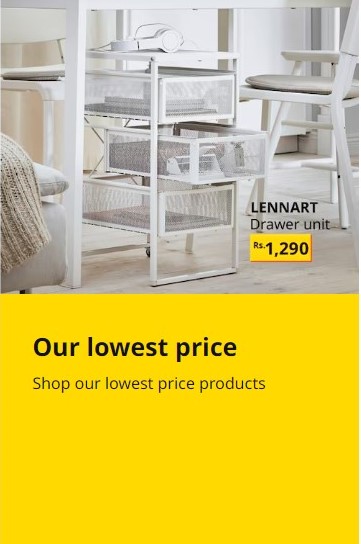 LENNART
Drawer unit
Rs.1,290
Our lowest price
Shop our lowest price products